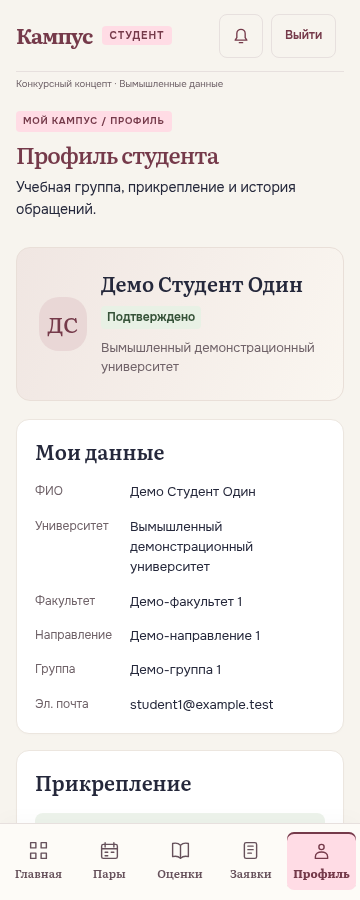 Кампус
СТУДЕНТ
Выйти
Конкурсный концепт · Вымышленные данные
МОЙ КАМПУС / ПРОФИЛЬ
Профиль студента
Учебная группа, прикрепление и история
обращений.
ДС
Демо Студент Один
Подтверждено
Вымышленный демонстрационный
университет
Мои данные
ФИО
Демо Студент Один
Университет
Вымышленный
демонстрационный
университет
Факультет
Демо-факультет 1
Направление
Демо-направление 1
Группа
Демо-группа 1
Эл. почта
student1@example.test
Прикрепление
Главная
Пары
Оценки
Заявки
Профиль